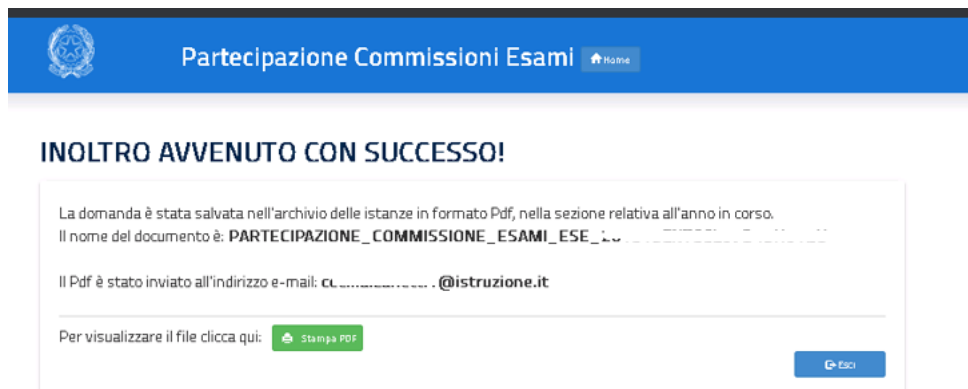 Partecipazione Commissioni Esami Home
INOLTRO AVVENUTO CON SUCCESSO!
La domanda è stata salvata nell'archivio delle istanze in formato Pdf, nella sezione relativa all'anno in corso.
Il nome del documento è: PARTECIPAZIONE_COMMISSIONE_ESAMI_ESE_
Il Pdf è stato inviato all'indirizzo e-mail: @istruzione.it
Per visualizzare il file clicca qui: Stampa PDF
Esci